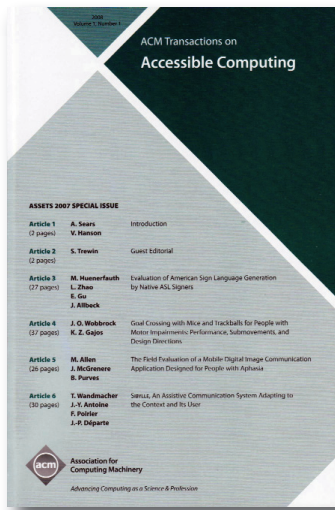 2008
Volume 1, Number 1
ACM Transactions on
Accessible Computing
ASSETS 2007 SPECIAL ISSUE
Article 1 A. Sears Introduction
(2 pages) V. Hanson
Article 2 S. Trewin Guest Editorial
(2 pages)
Article 3 M. Huenerfauth Evaluation of American Sign Language Generation
(27 pages) L. Zhao by Native ASL Signers
E. Gu
J. Allbeck
Article 4 J. O. Wobbrock Goal Crossing with Mice and Trackballs for People with
(37 pages) K. Z. Gajos Motor Impairments: Performance, Submovements, and
Design Directions
Article 5 M. Allen The Field Evaluation of a Mobile Digital Image Communication
(26 pages) J. McGrenere Application Designed for People with Aphasia
B. Purves
Article 6 T. Wandmacher An Assistive Communication System Adapting to
(30 pages) J.-Y. Antoine the Context and Its User
F. Poirier
J.-P. Départe
acm
Association for
Computing Machinery
Advancing Computing as a Science & Profession